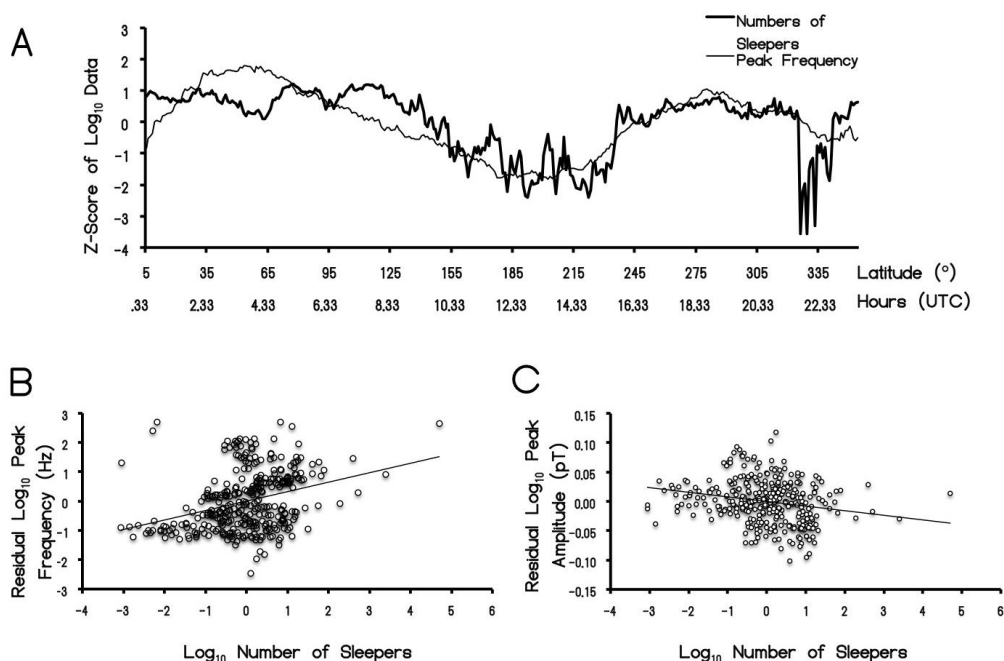 A
Numbers of
Sleepers
Peak Frequency
Z-Score of Log10 Data
3
2
1
0
-1
-2
-3
-4
5 35 65 95 125 155 185 215 245 275 305 335 Latitude (°)
.33 2.33 4.33 6.33 8.33 10.33 12.33 14.33 16.33 18.33 20.33 22.33 Hours (UTC)
B
Residual Log10 Peak
Frequency (Hz)
3
2
1
0
-1
-2
-3
-4 -3 -2 -1 0 1 2 3 4 5 6
Log10 Number of Sleepers
C
Residual Log10 Peak
Amplitude (pT)
0.15
0.10
0.05
0.00
-0.05
-0.10
-0.15
-4 -3 -2 -1 0 1 2 3 4 5 6
Log10 Number of Sleepers